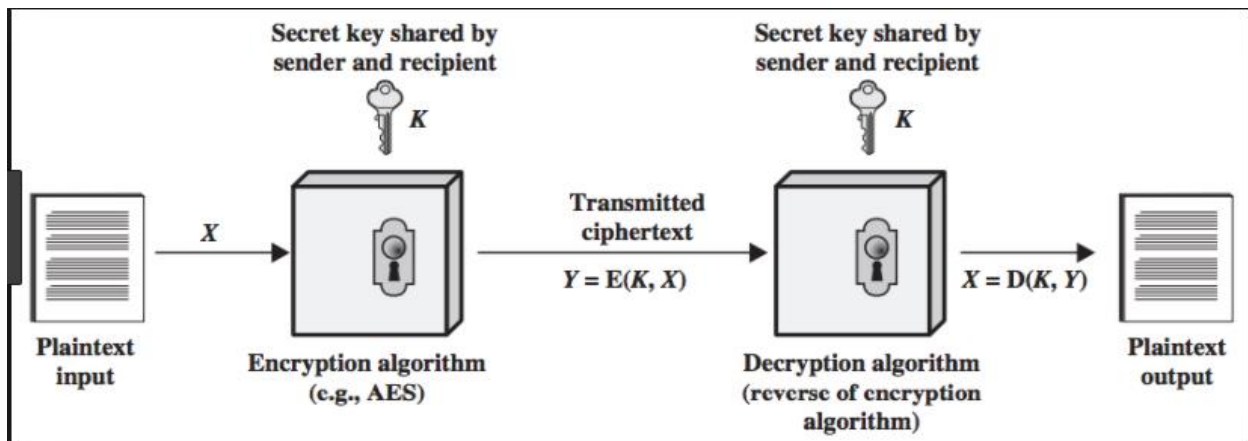 Secret key shared by
sender and recipient
K
Secret key shared by
sender and recipient
K
X
Transmitted
ciphertext
Y = E(K, X)
X = D(K, Y)
Plaintext
input
Encryption algorithm
(e.g., AES)
Decryption algorithm
(reverse of encryption
algorithm)
Plaintext
output